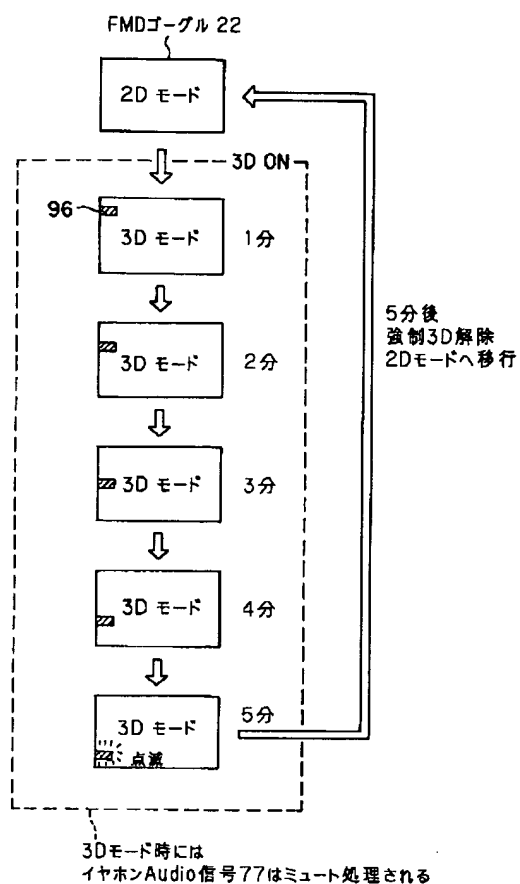 FMDゴーグル 22
2D モード
3D ON
96
3D モード
1分
3D モード
2分
3D モード
3分
3D モード
4分
3D モード
5分
点滅
5分後
強制3D解除
2Dモードへ移行
3Dモード時には
イヤホンAudio信号77はミュート処理される